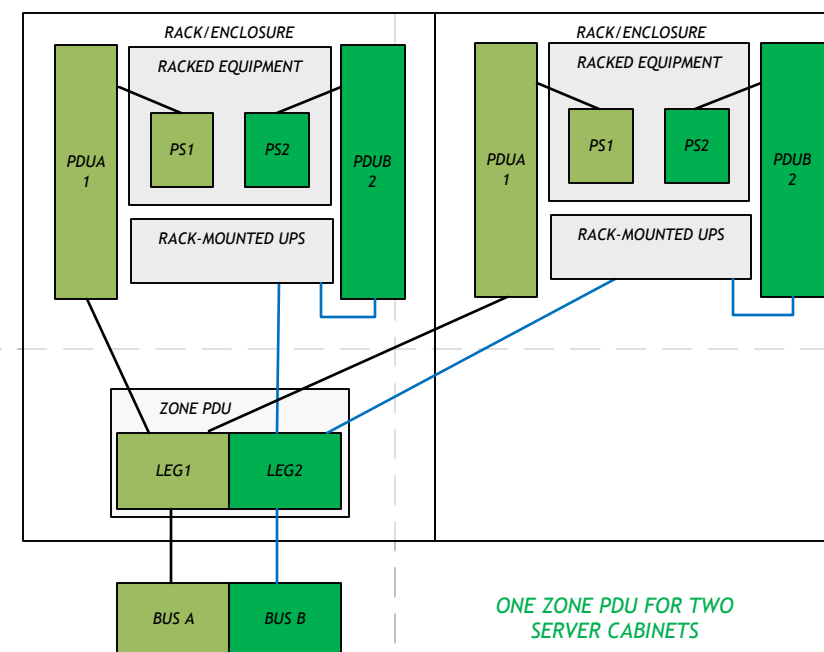 RACK/ENCLOSURE
RACKED EQUIPMENT
PDUA
1
PS1
PS2
PDUB
2
RACK-MOUNTED UPS
RACK/ENCLOSURE
RACKED EQUIPMENT
PDUA
1
PS1
PS2
PDUB
2
RACK-MOUNTED UPS
ZONE PDU
LEG1
LEG2
BUS A
BUS B
ONE ZONE PDU FOR TWO
SERVER CABINETS